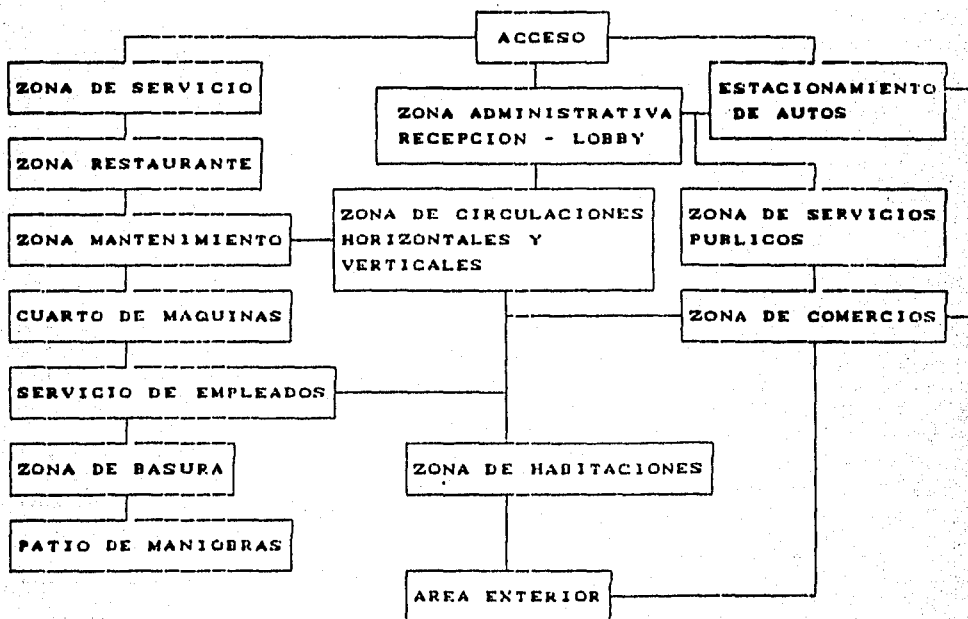 ACCESO
ZONA DE SERVICIO
ZONA ADMINISTRATIVA
RECEPCION - LOBBY
ESTACIONAMIENTO
DE AUTOS
ZONA RESTAURANTE
ZONA DE CIRCULACIONES
HORIZONTALES Y
VERTICALES
ZONA DE SERVICIOS
PUBLICOS
ZONA MANTENIMIENTO
CUARTO DE MAQUINAS
ZONA DE COMERCIOS
SERVICIO DE EMPLEADOS
ZONA DE BASURA
ZONA DE HABITACIONES
PATIO DE MANIOBRAS
AREA EXTERIOR